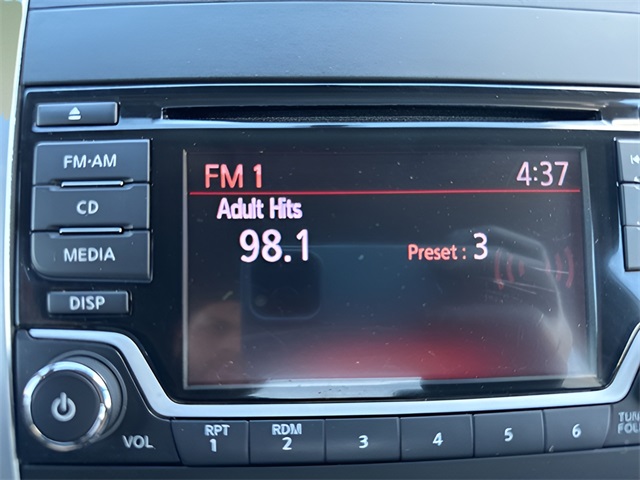 FM·AM
CD
MEDIA
DISP
FM 1 4:37
Adult Hits
98.1 Preset : 3
VOL
RPT 1
RDM 2
3
4
5
6